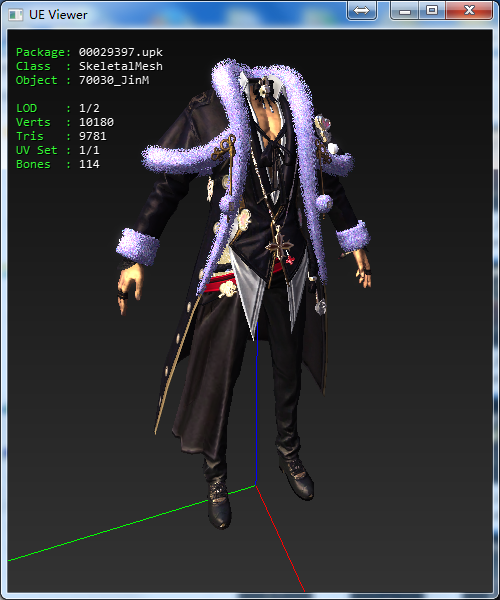 UE Viewer
Package: 00029397.upk
Class : SkeletalMesh
Object : 70030_JinM
LOD : 1/2
Verts : 10180
Tris : 9781
UV Set : 1/1
Bones : 114